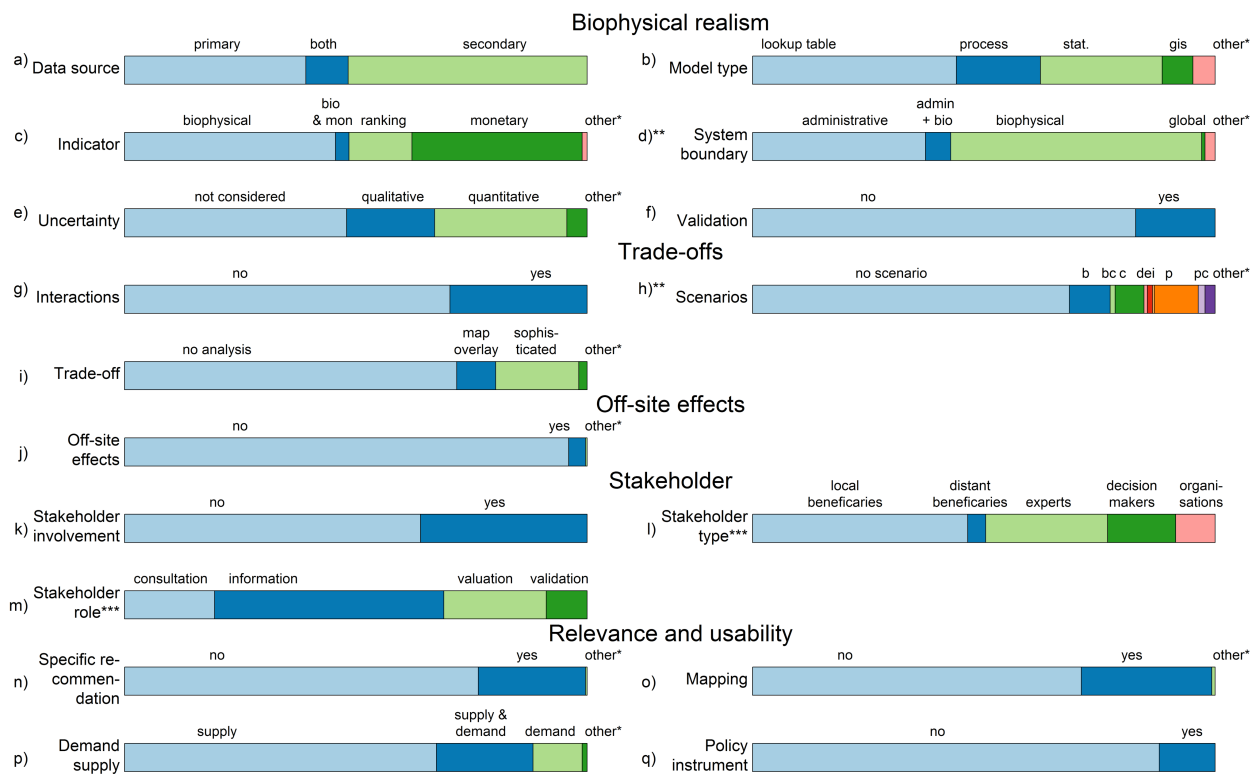 Biophysical realism
primary both secondary
a) Data source
lookup table process stat. gis other*
b) Model type
bio
biophysical & mon ranking monetary other*
c) Indicator
admin
administrative + bio biophysical global other*
d)** System
boundary
not considered qualitative quantitative other*
e) Uncertainty
no yes
f) Validation
Trade-offs
no yes
g) Interactions
no scenario b bc c dei p pc other*
h)** Scenarios
map sophis-
no analysis overlay ticated other*
i) Trade-off
Off-site effects
no yes other*
j) Off-site
effects
Stakeholder
no yes
k) Stakeholder
involvement
local distant decision organi-
beneficaries beneficaries experts makers sations
l) Stakeholder
type***
consultation information valuation validation
m) Stakeholder
role***
Relevance and usability
no yes other*
n) Specific re-
commen-
dation
no yes other*
o) Mapping
supply &
supply demand demand other*
p) Demand
supply
no yes
q) Policy
instrument